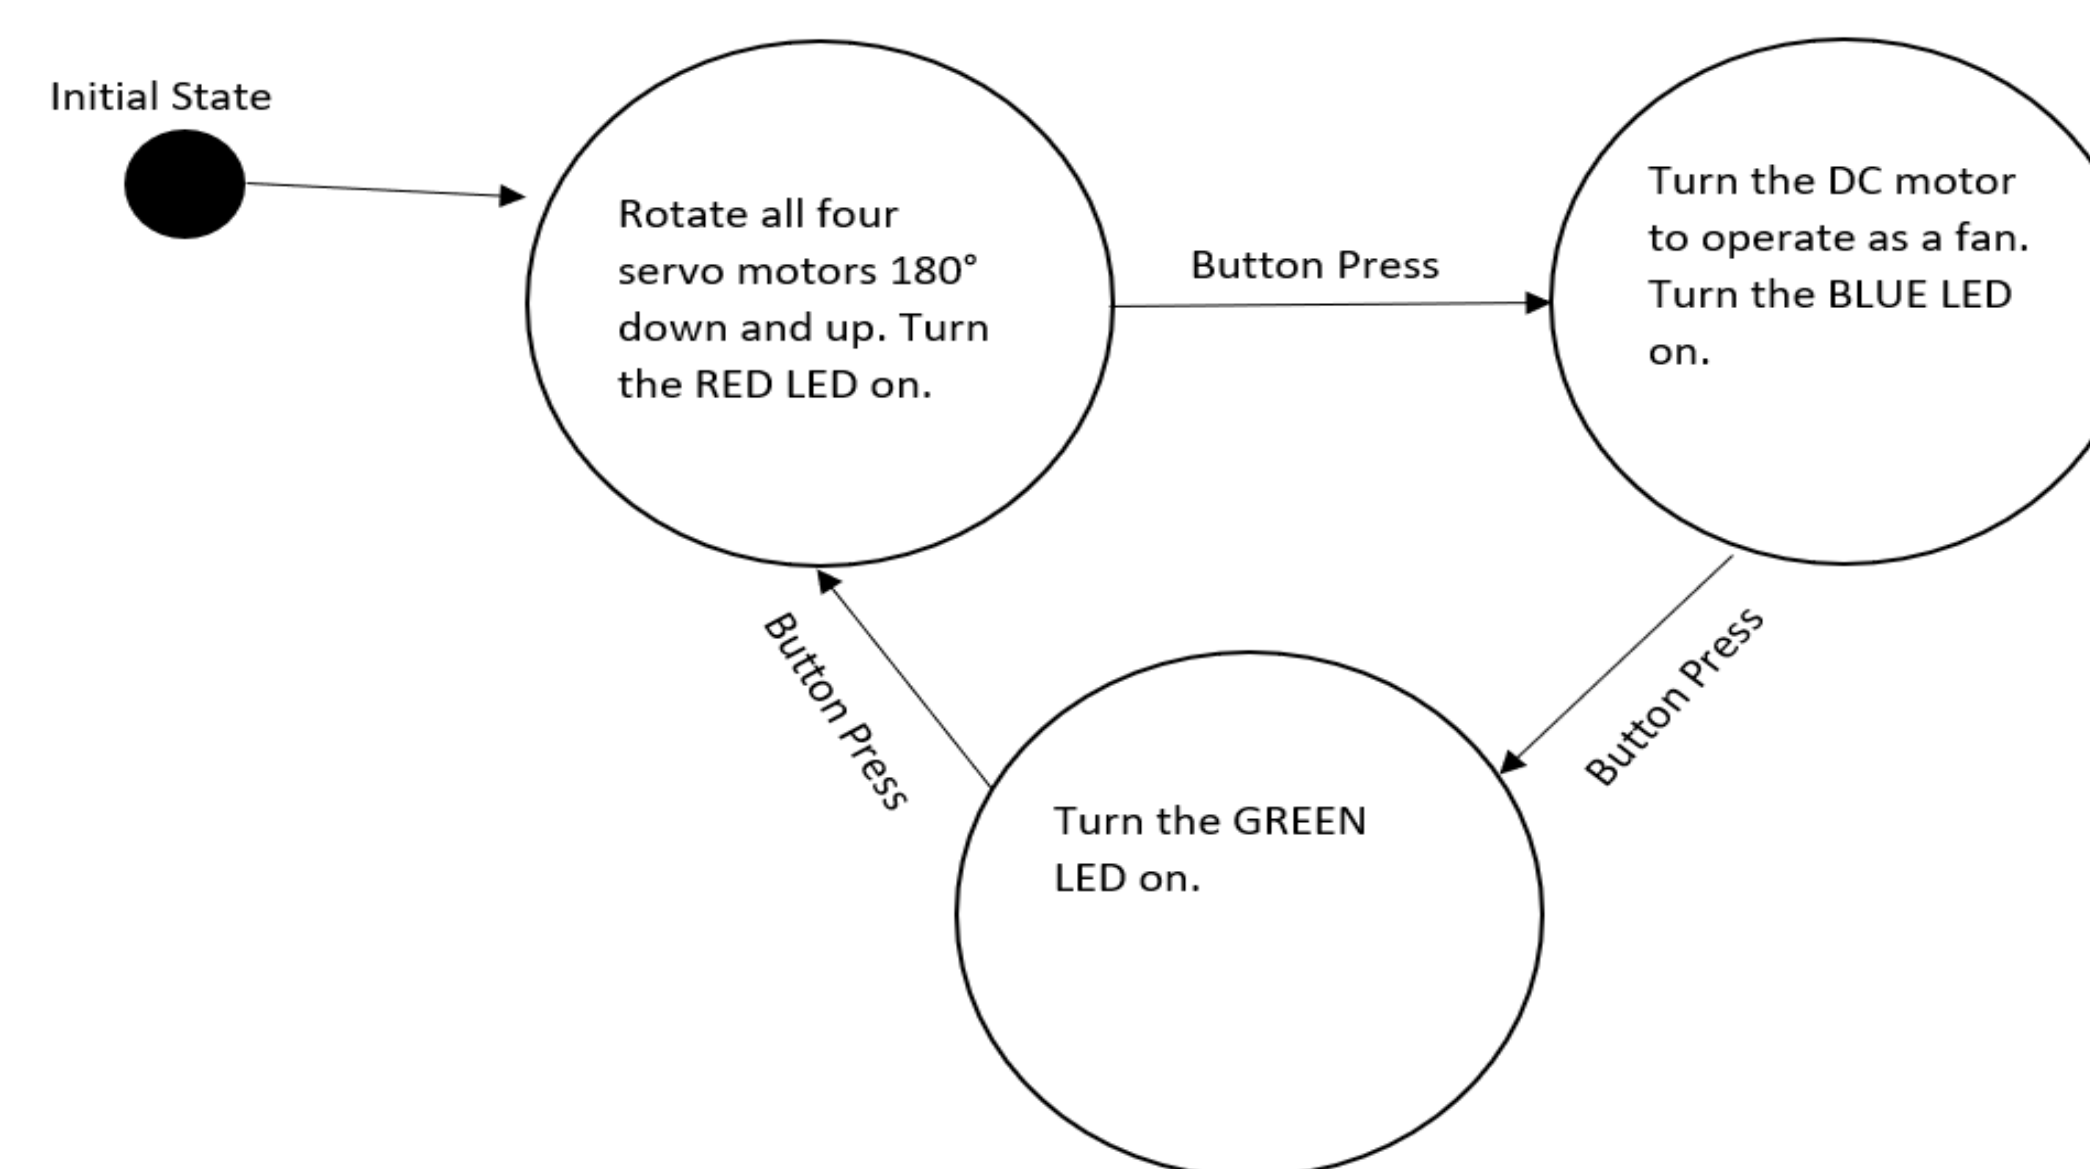 Initial State
Rotate all four
servo motors 180°
down and up. Turn
the RED LED on.
Button Press
Turn the DC motor
to operate as a fan.
Turn the BLUE LED
on.
Button Press
Button Press
Turn the GREEN
LED on.